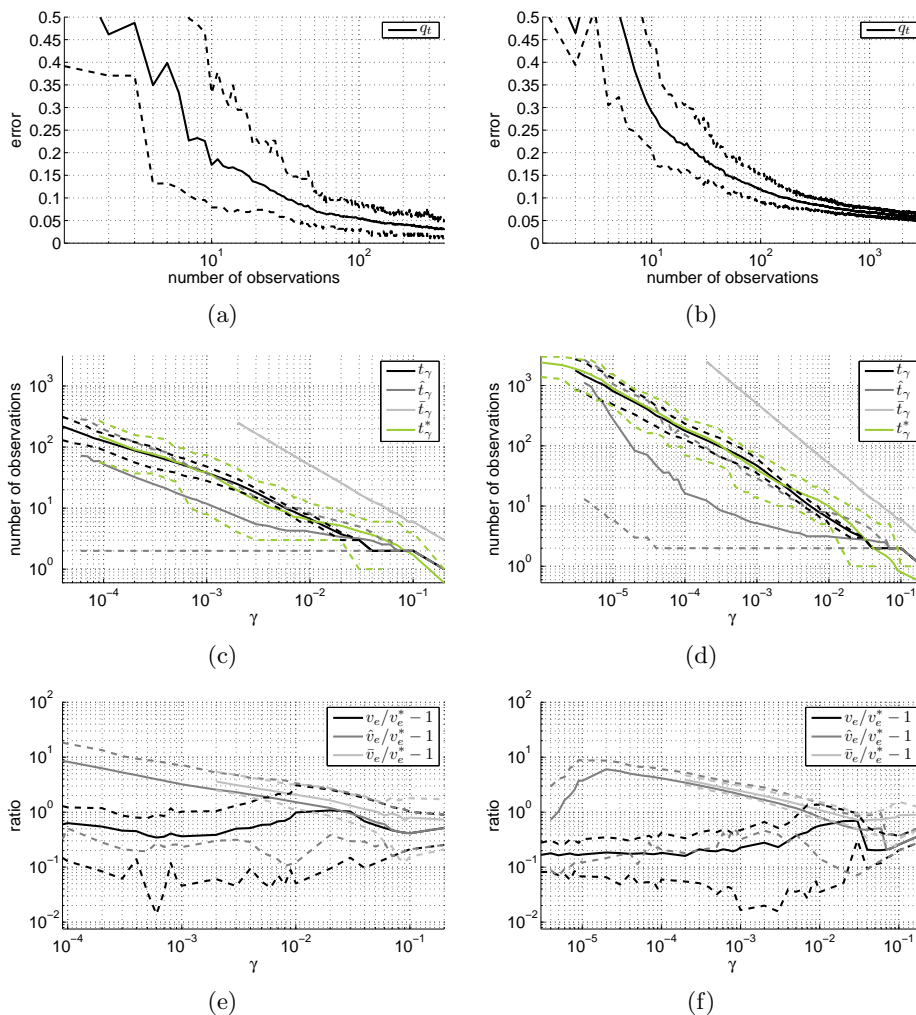 0.5
0.45
0.4
0.35
0.3
0.25
0.2
0.15
0.1
0.05
0
error
10^1
10^2
number of observations
q_t
(a)
0.5
0.45
0.4
0.35
0.3
0.25
0.2
0.15
0.1
0.05
0
error
10^1
10^2
10^3
number of observations
q_t
(b)
10^3
10^2
10^1
10^0
number of observations
10^-4
10^-3
10^-2
10^-1
γ
t_γ
t̂_γ
t̄_γ
t*_γ
(c)
10^3
10^2
10^1
10^0
number of observations
10^-5
10^-4
10^-3
10^-2
10^-1
γ
t_γ
t̂_γ
t̄_γ
t*_γ
(d)
10^2
10^1
10^0
10^-1
10^-2
ratio
10^-4
10^-3
10^-2
10^-1
γ
v_e/v*_e − 1
v̂_e/v*_e − 1
v̄_e/v*_e − 1
(e)
10^2
10^1
10^0
10^-1
10^-2
ratio
10^-5
10^-4
10^-3
10^-2
10^-1
γ
v_e/v*_e − 1
v̂_e/v*_e − 1
v̄_e/v*_e − 1
(f)